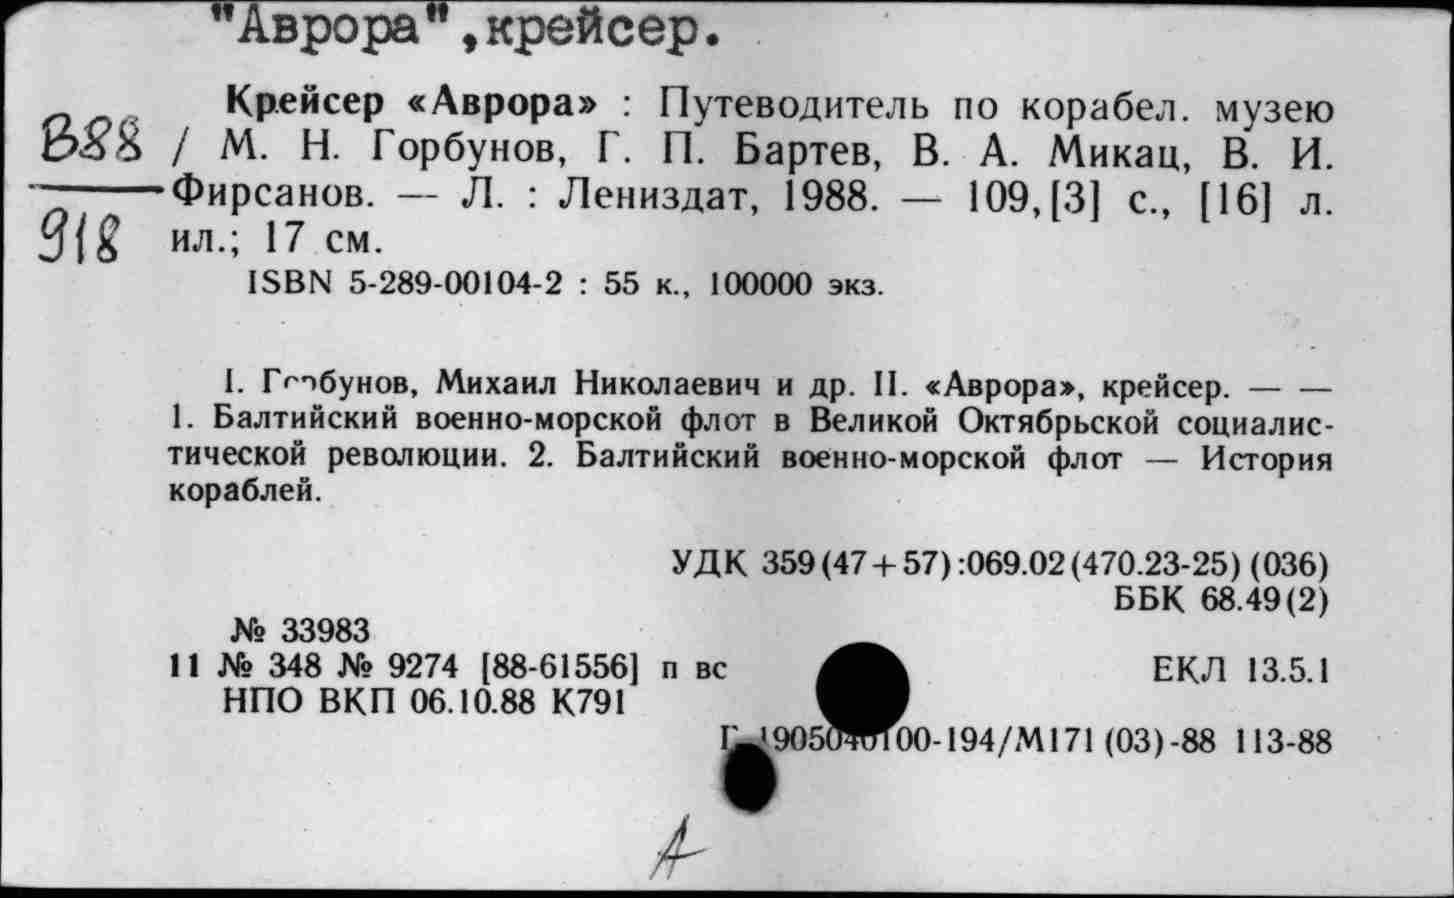 "Аврора", крейсер.
Крейсер «Аврора» : Путеводитель по корабел. музею
В88 / М. Н. Горбунов, Г. П. Бартев, В. А. Микац, В. И.
Фирсанов. — Л. : Лениздат, 1988. — 109,[3] с., [16] л.
918 ил.; 17 см.
ISBN 5-289-00104-2 : 55 к., 100000 экз.
I. Горбунов, Михаил Николаевич и др. II. «Аврора», крейсер. — —
1. Балтийский военно-морской флот в Великой Октябрьской социалис-
тической революции. 2. Балтийский военно-морской флот — История
кораблей.
УДК 359(47+57):069.02(470.23-25)(036)
ББК 68.49(2)
№ 33983
11 № 348 № 9274 [88-61556] п вс ЕКЛ 13.5.1
НПО ВКП 06.10.88 К791
00-194/М171(03)-88 113-88
А